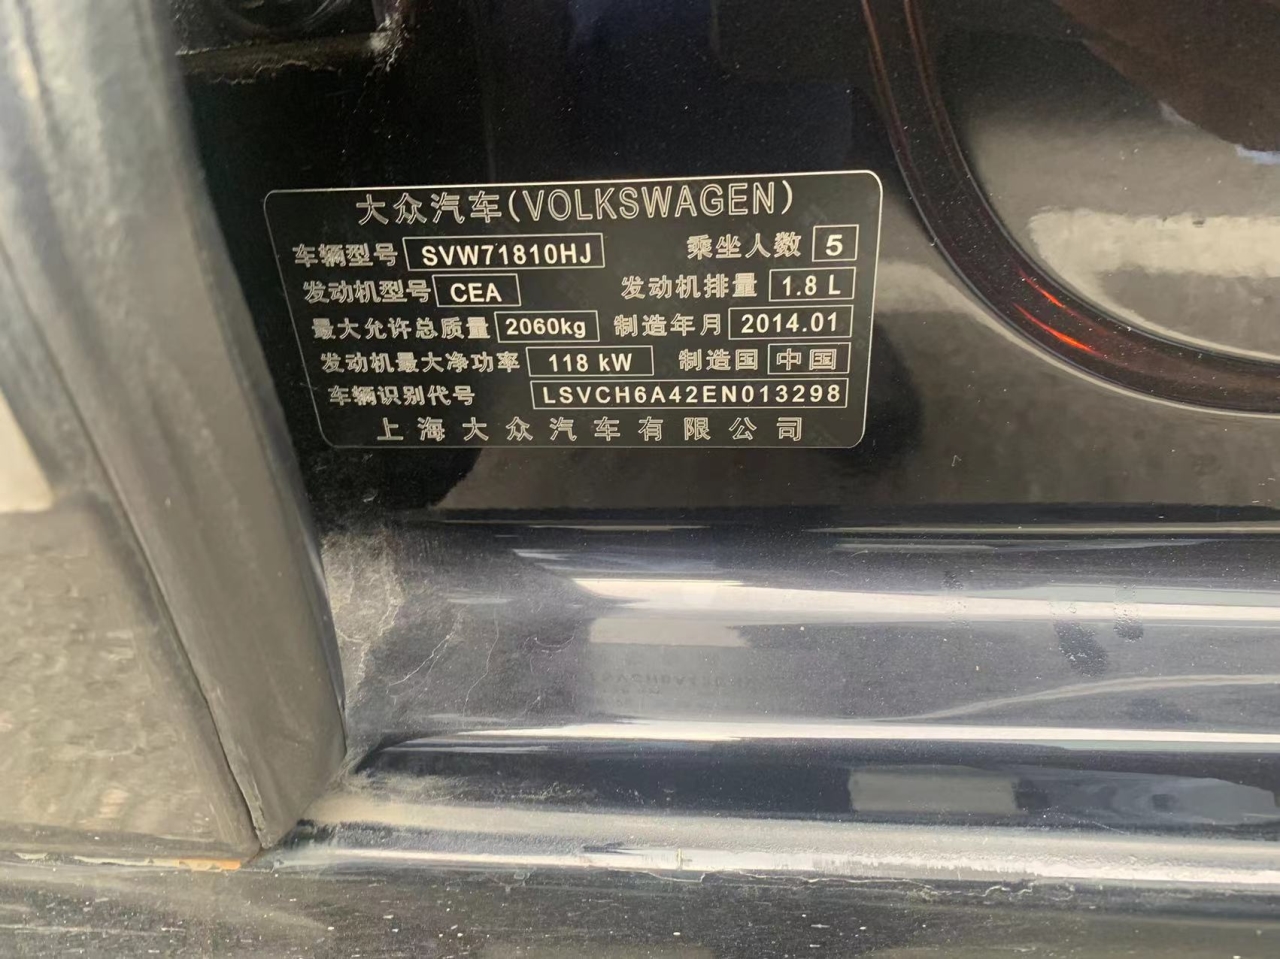 大众汽车(VOLKSWAGEN)
车辆型号 SVW71810HJ 乘坐人数 5
发动机型号 CEA 发动机排量 1.8 L
最大允许总质量 2060kg 制造年月 2014.01
发动机最大净功率 118 kW 制造国 中国
车辆识别代号 LSVCH6A42EN013298
上海大众汽车有限公司